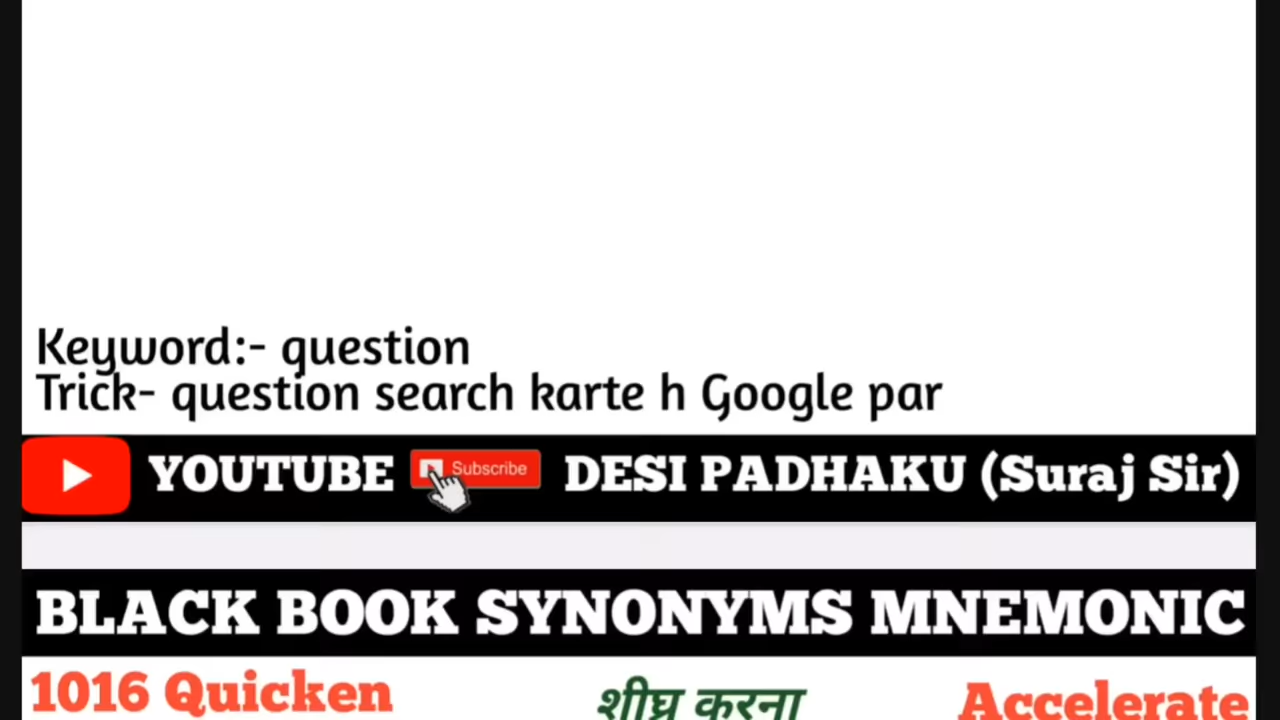 Keyword:- question
Trick- question search karte h Google par
YOUTUBE Subscribe DESI PADHAKU (Suraj Sir)
BLACK BOOK SYNONYMS MNEMONIC
1016 Quicken शीघ्र करना Accelerate